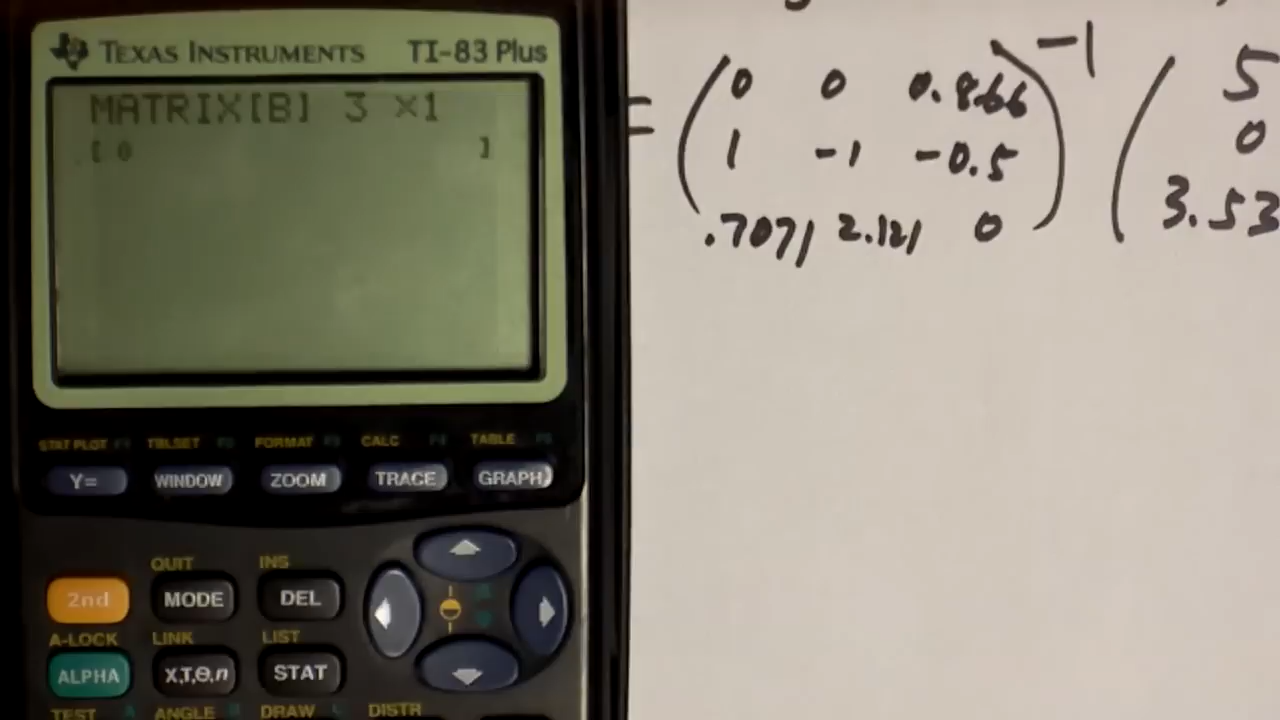 TEXAS INSTRUMENTS TI-83 Plus
MATRIX[B] 3 ×1
[ 0 ]
STAT PLOT F1 TBLSET F2 FORMAT F3 CALC F4 TABLE F5
Y= WINDOW ZOOM TRACE GRAPH
QUIT INS
2nd MODE DEL
A-LOCK LINK LIST
ALPHA X,T,Θ,n STAT
TEST A ANGLE B DRAW C DISTR
= ( 0 0 0.866 )−1 ( 5
1 -1 -0.5 0
.7071 2.121 0 3.53